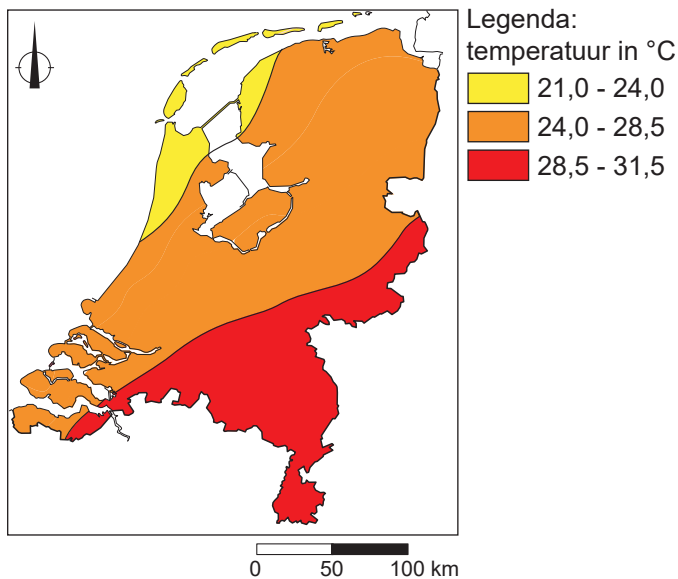 Legenda:
temperatuur in °C
21,0 - 24,0
24,0 - 28,5
28,5 - 31,5
0 50 100 km